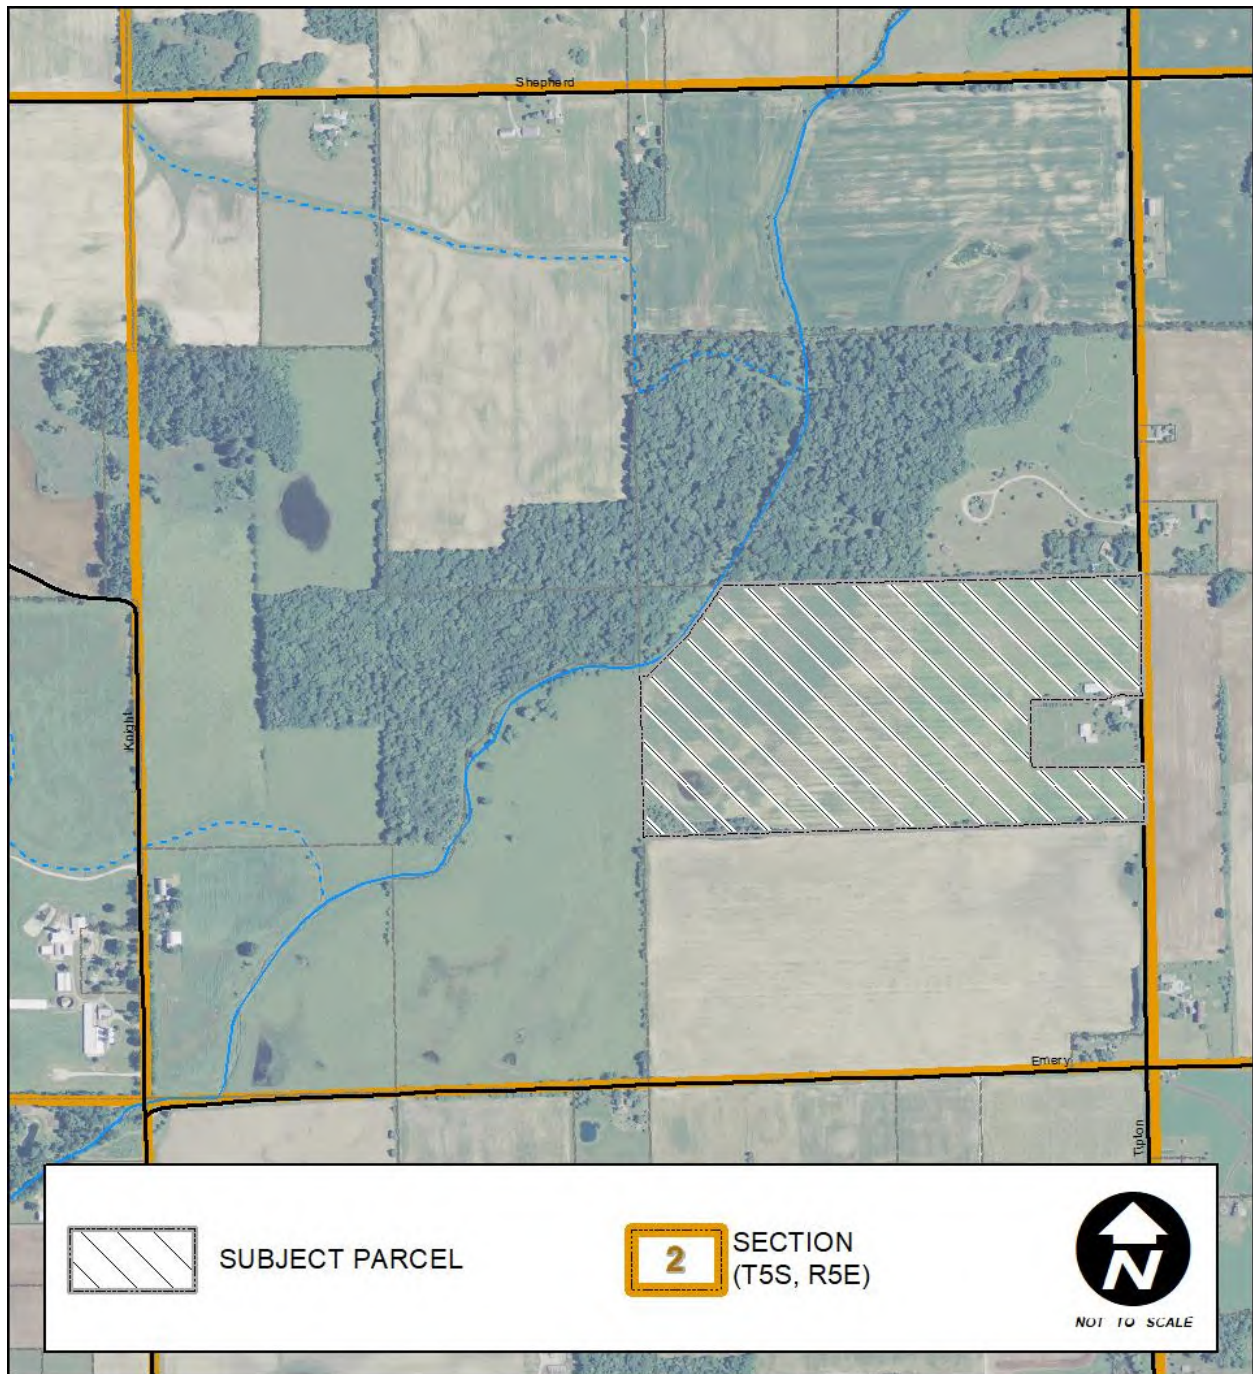 Shepherd
Knight
Emery
Tipton
SUBJECT PARCEL
2
SECTION
(T5S, R5E)
N
NOT TO SCALE